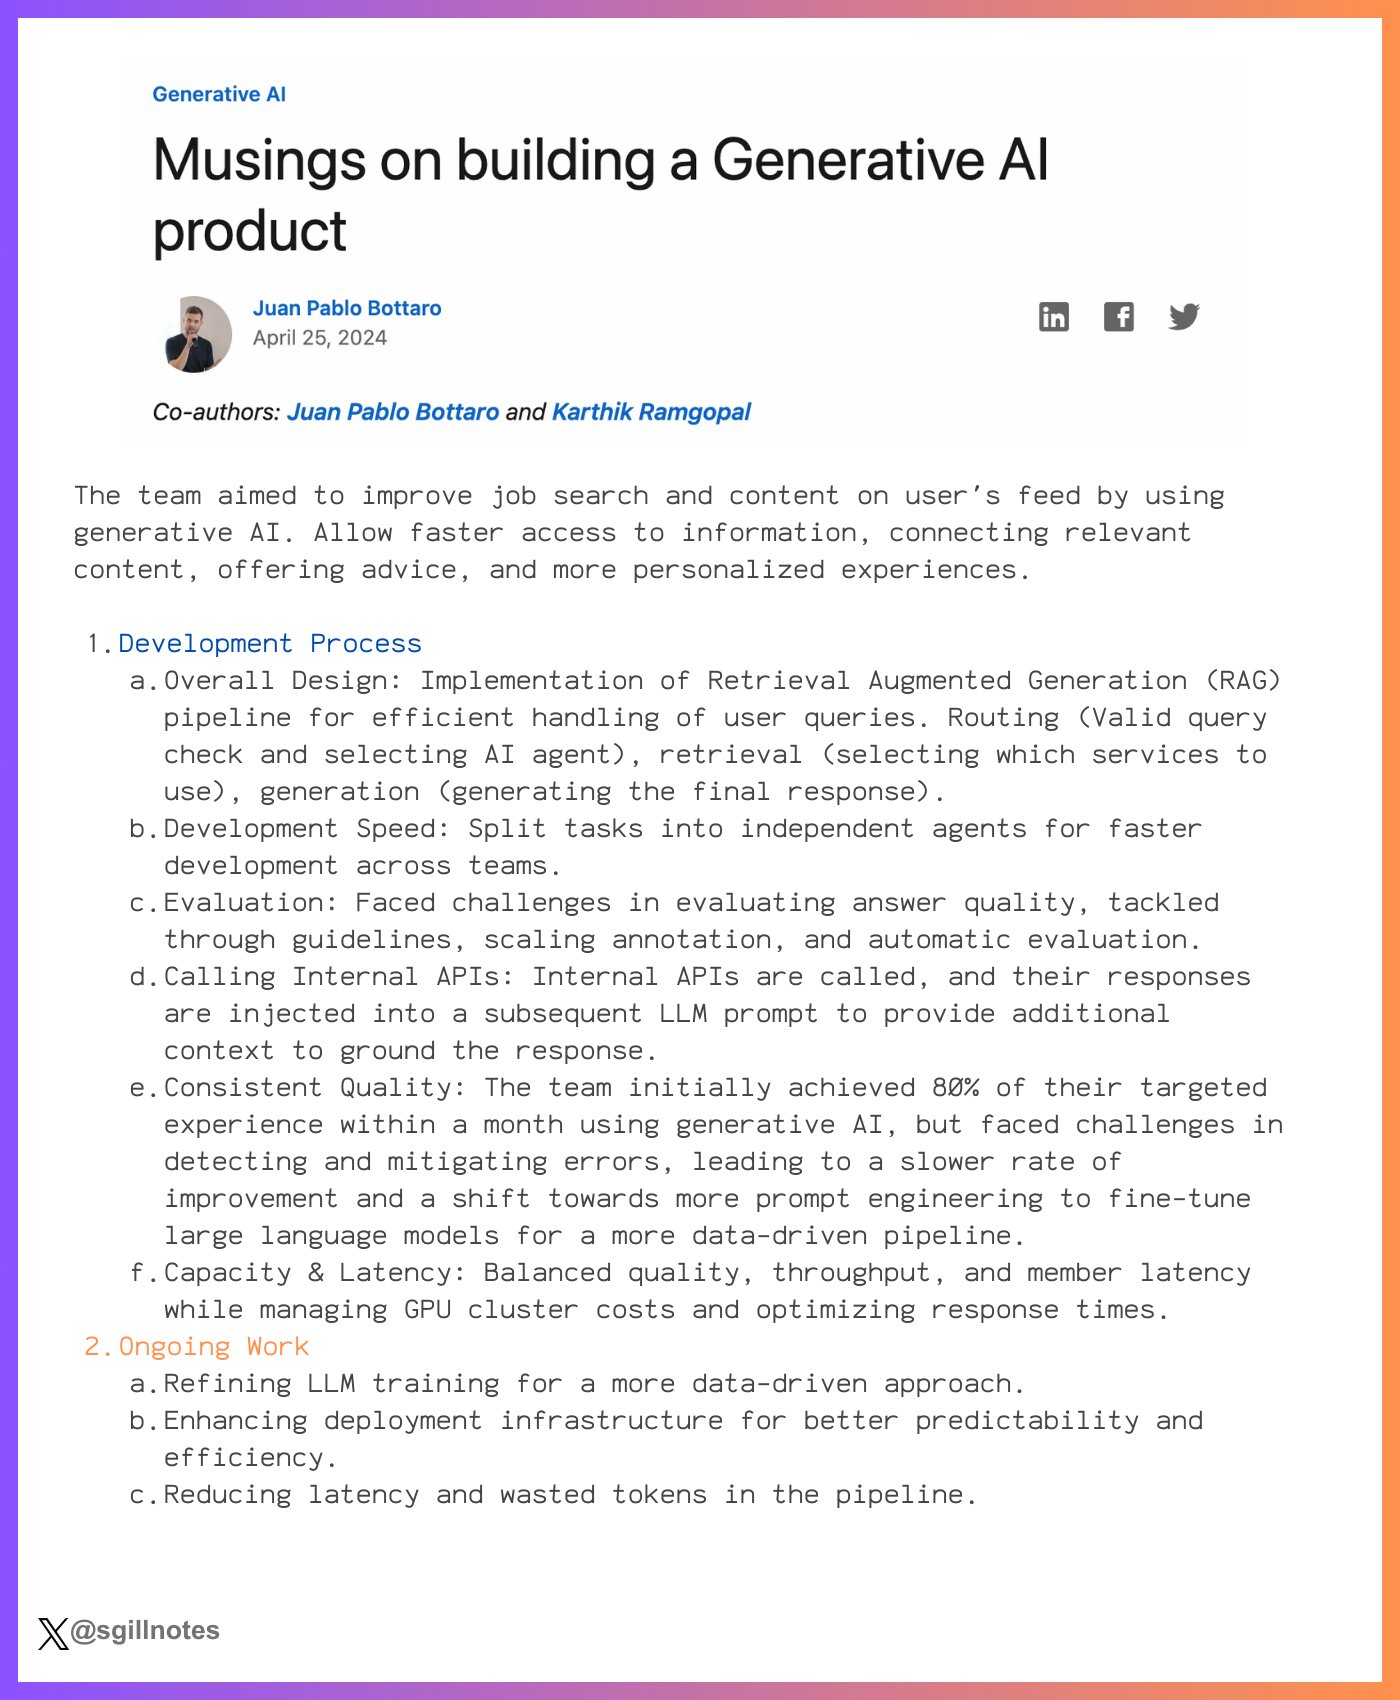 Generative AI
Musings on building a Generative AI
product
Juan Pablo Bottaro
April 25, 2024
Co-authors: Juan Pablo Bottaro and Karthik Ramgopal
The team aimed to improve job search and content on user's feed by using
generative AI. Allow faster access to information, connecting relevant
content, offering advice, and more personalized experiences.
1. Development Process
a. Overall Design: Implementation of Retrieval Augmented Generation (RAG)
pipeline for efficient handling of user queries. Routing (Valid query
check and selecting AI agent), retrieval (selecting which services to
use), generation (generating the final response).
b. Development Speed: Split tasks into independent agents for faster
development across teams.
c. Evaluation: Faced challenges in evaluating answer quality, tackled
through guidelines, scaling annotation, and automatic evaluation.
d. Calling Internal APIs: Internal APIs are called, and their responses
are injected into a subsequent LLM prompt to provide additional
context to ground the response.
e. Consistent Quality: The team initially achieved 80% of their targeted
experience within a month using generative AI, but faced challenges in
detecting and mitigating errors, leading to a slower rate of
improvement and a shift towards more prompt engineering to fine-tune
large language models for a more data-driven pipeline.
f. Capacity & Latency: Balanced quality, throughput, and member latency
while managing GPU cluster costs and optimizing response times.
2. Ongoing Work
a. Refining LLM training for a more data-driven approach.
b. Enhancing deployment infrastructure for better predictability and
efficiency.
c. Reducing latency and wasted tokens in the pipeline.
@sgillnotes